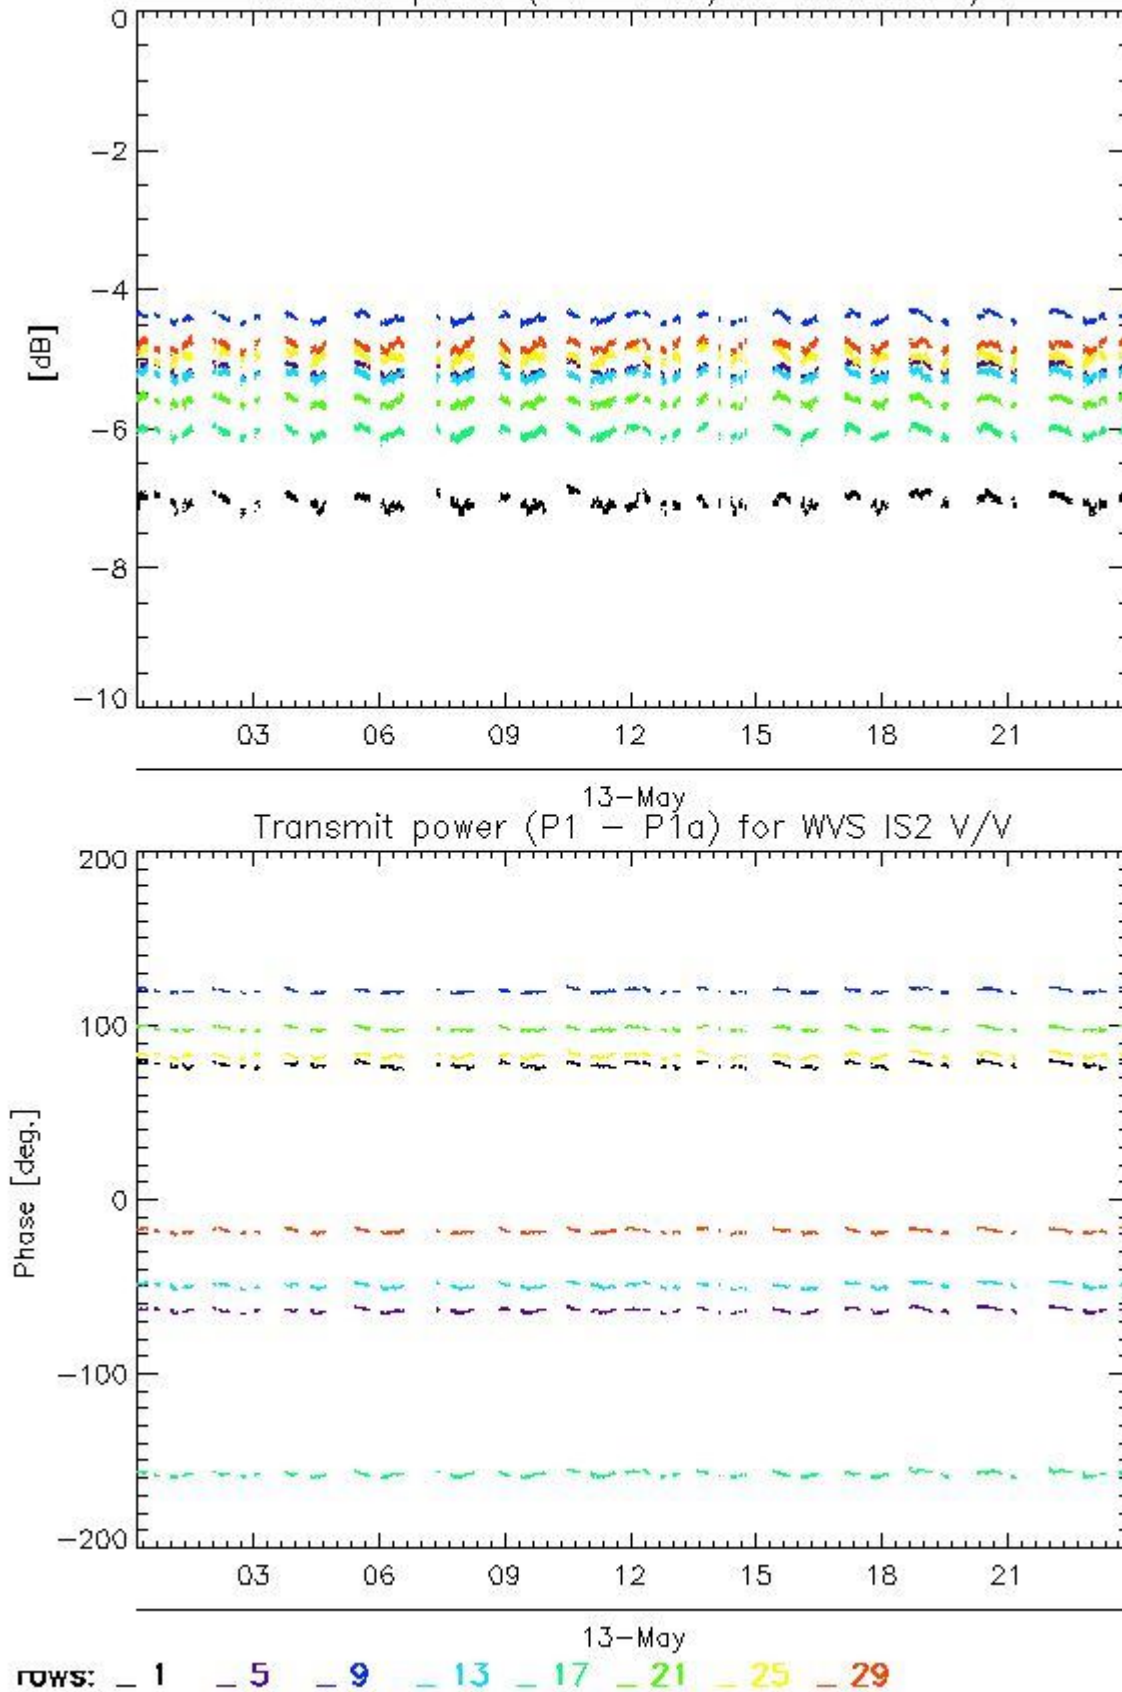 0
−2
−4
[dB]
−6
−8
−10
03 06 09 12 15 18 21
13−May
Transmit power (P1 − P1a) for WVS IS2 V/V
200
100
0
Phase [deg.]
−100
−200
03 06 09 12 15 18 21
13−May
rows: _ 1 _ 5 _ 9 _ 13 _ 17 _ 21 _ 25 _ 29